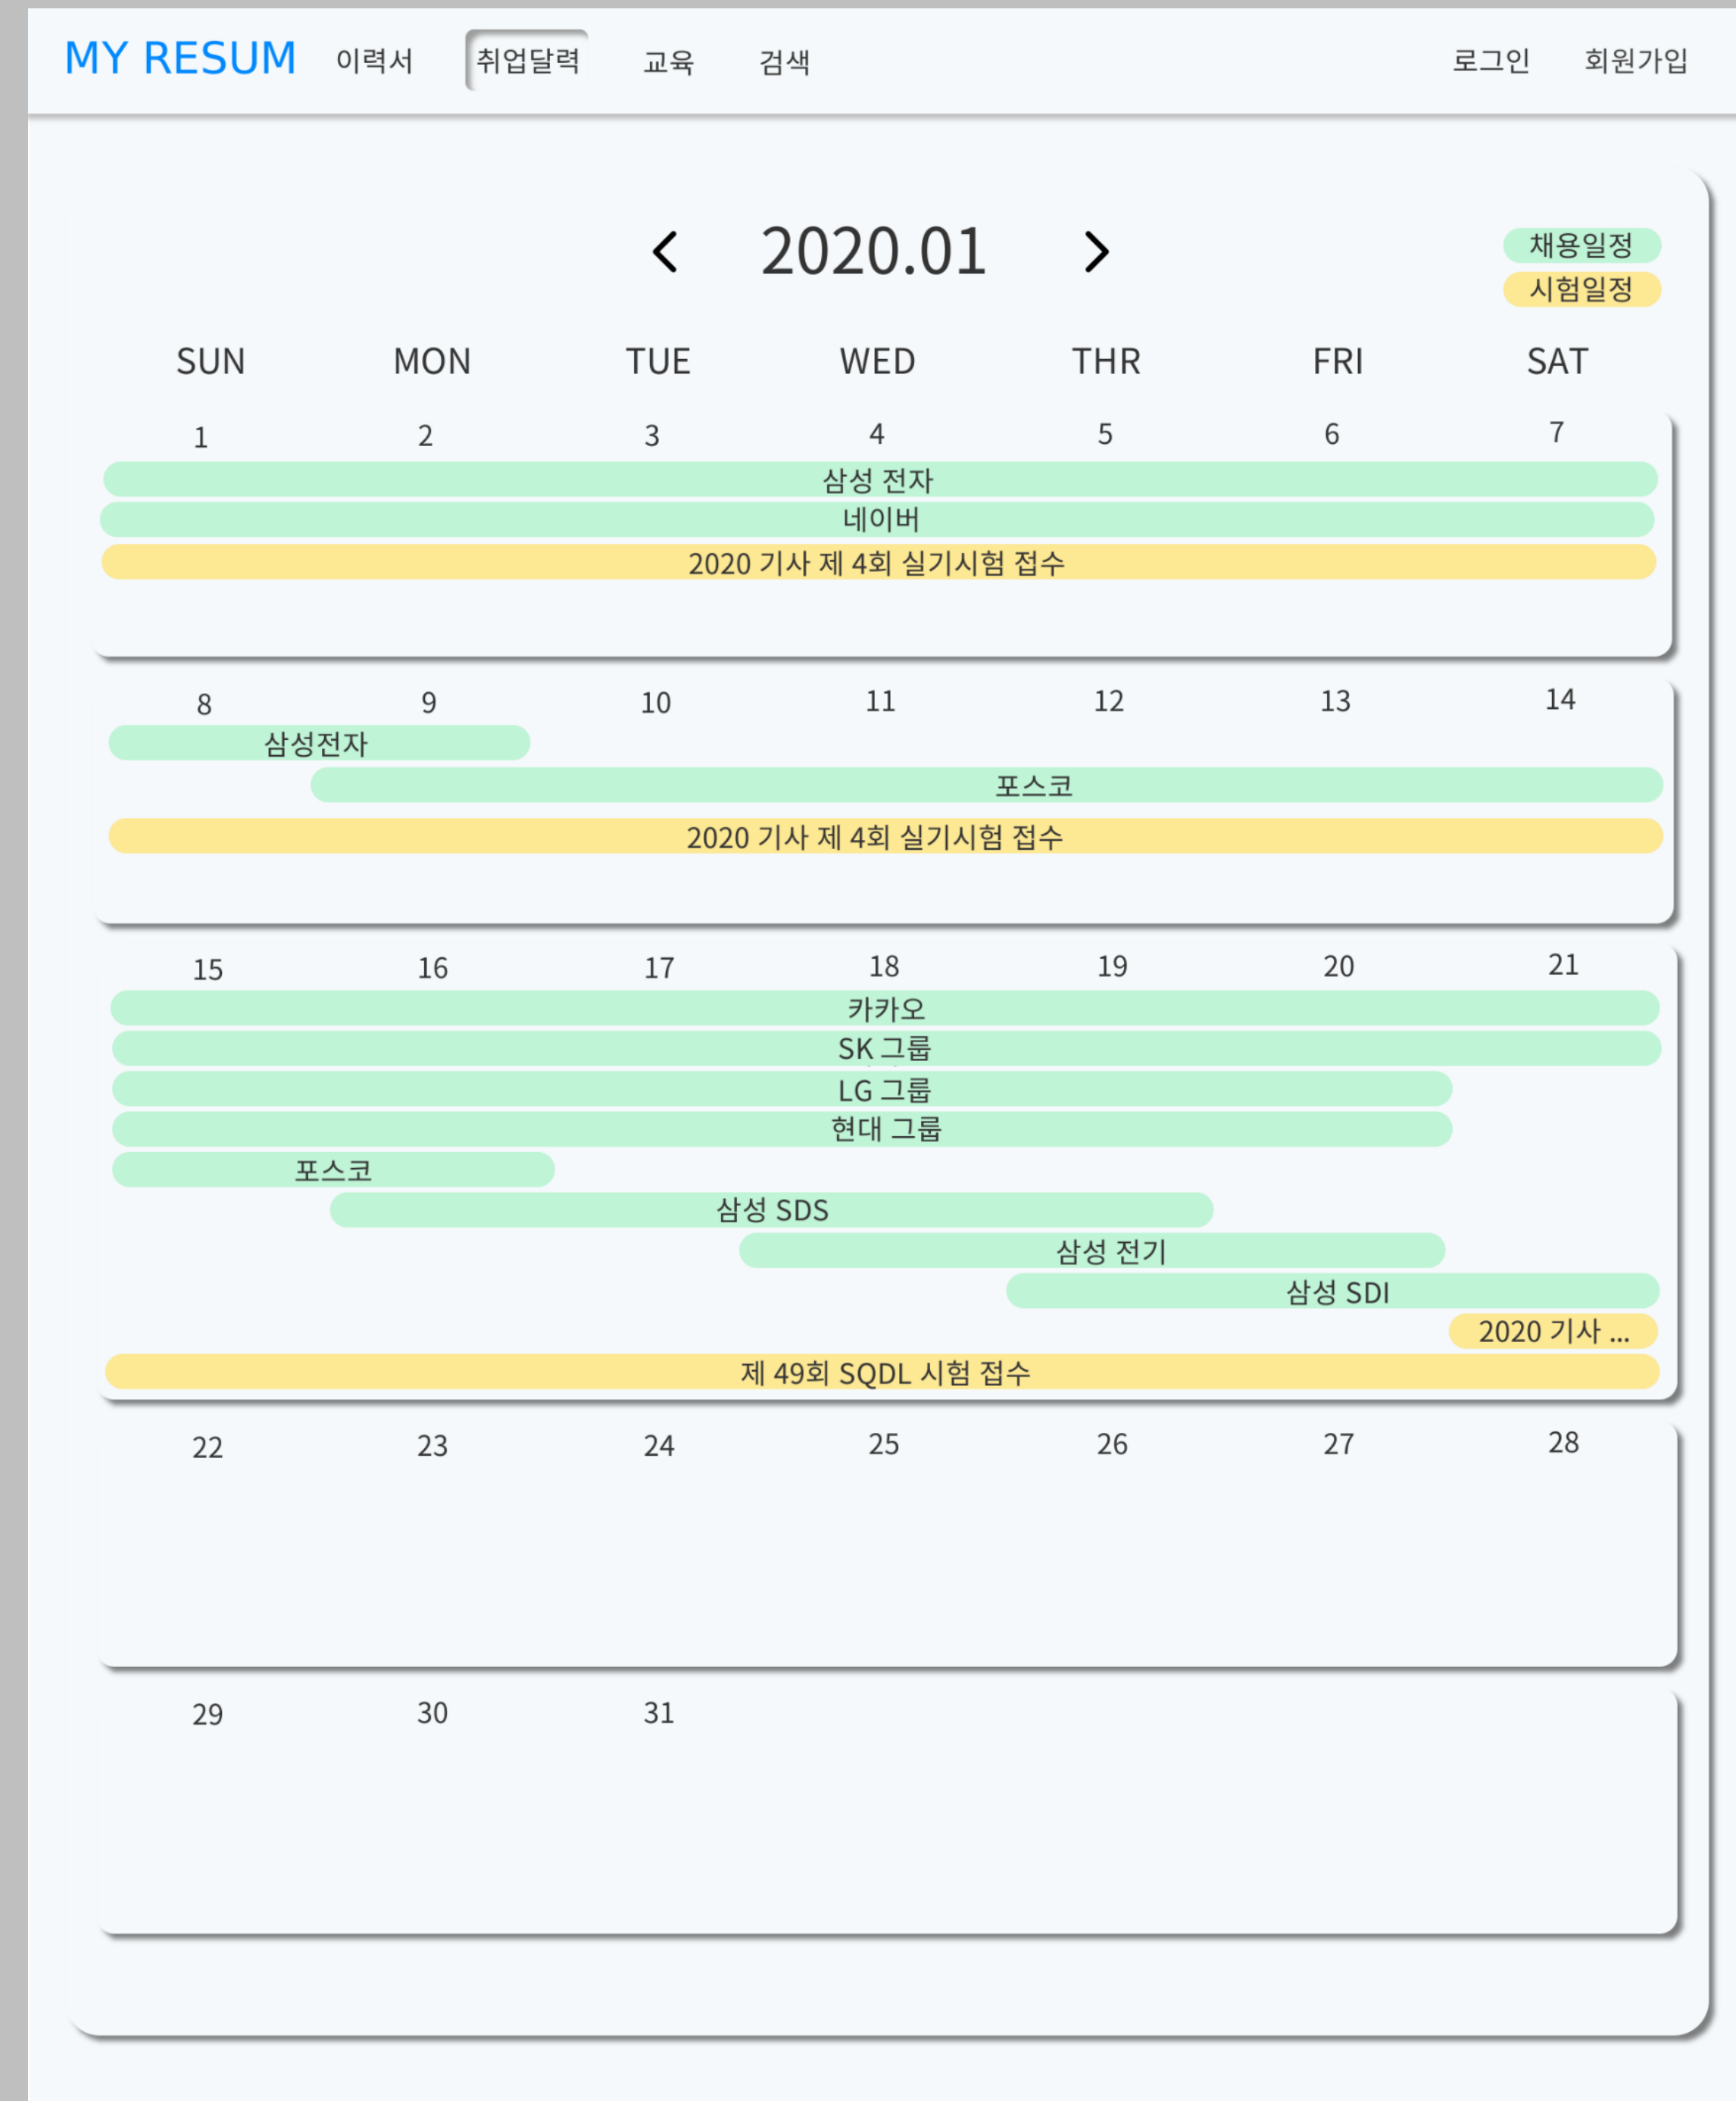 MY RESUM 이력서 취업달력 교육 검색 로그인 회원가입
2020.01
채용일정
시험일정
SUN MON TUE WED THR FRI SAT
1 2 3 4 5 6 7
삼성 전자
네이버
2020 기사 제 4회 실기시험 접수
8 9 10 11 12 13 14
삼성전자
포스코
2020 기사 제 4회 실기시험 접수
15 16 17 18 19 20 21
카카오
SK 그룹
LG 그룹
현대 그룹
포스코
삼성 SDS
삼성 전기
삼성 SDI
2020 기사 ...
제 49회 SQDL 시험 접수
22 23 24 25 26 27 28
29 30 31